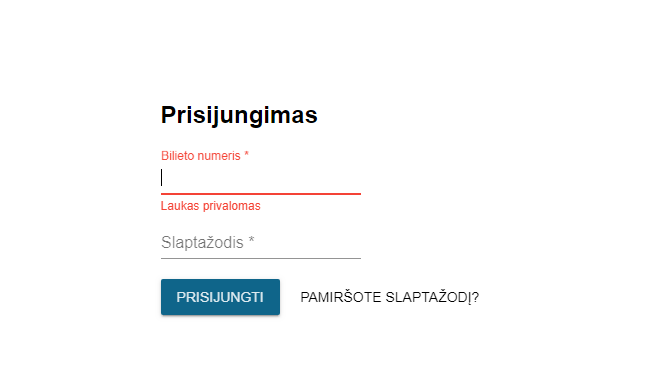 Prisijungimas
Bilieto numeris *
Laukas privalomas
Slaptažodis *
PRISIJUNGTI
PAMIRŠOTE SLAPTAŽODĮ?